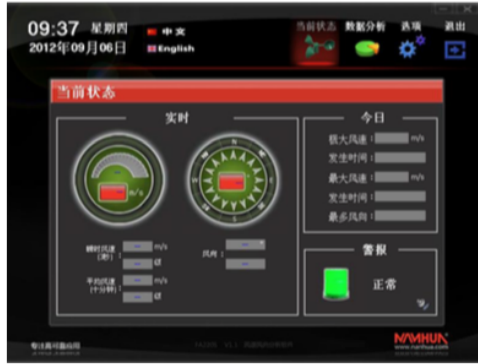 09:37 星期四
2012年09月06日
中文
English
当前状态 数据分析 选项 退出
当前状态
实时
m/s
瞬时风速
(3秒) : m/s
平均风速
(十分钟) : m/s
风向 :
今日
极大风速 : m/s
发生时间 :
最大风速 : m/s
发生时间 :
最多风向 :
警报
正常
NANHUA